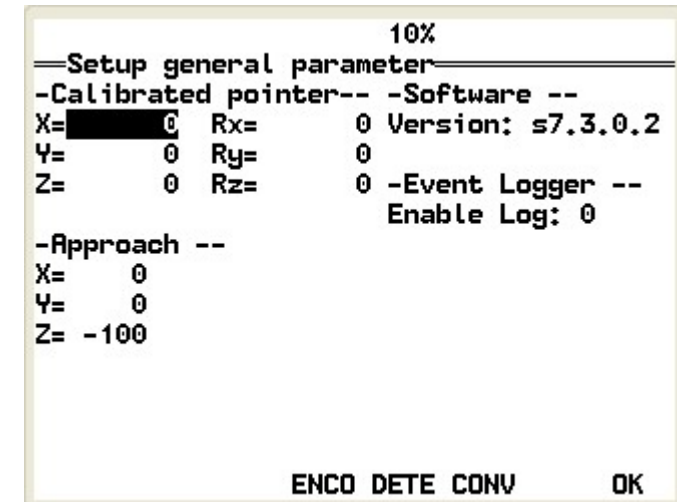 10%
Setup general parameter
-Calibrated pointer-- -Software --
X= 0 Rx= 0 Version: s7.3.0.2
Y= 0 Ry= 0
Z= 0 Rz= 0 -Event Logger --
Enable Log: 0
-Approach --
X= 0
Y= 0
Z= -100
ENCO DETE CONV OK